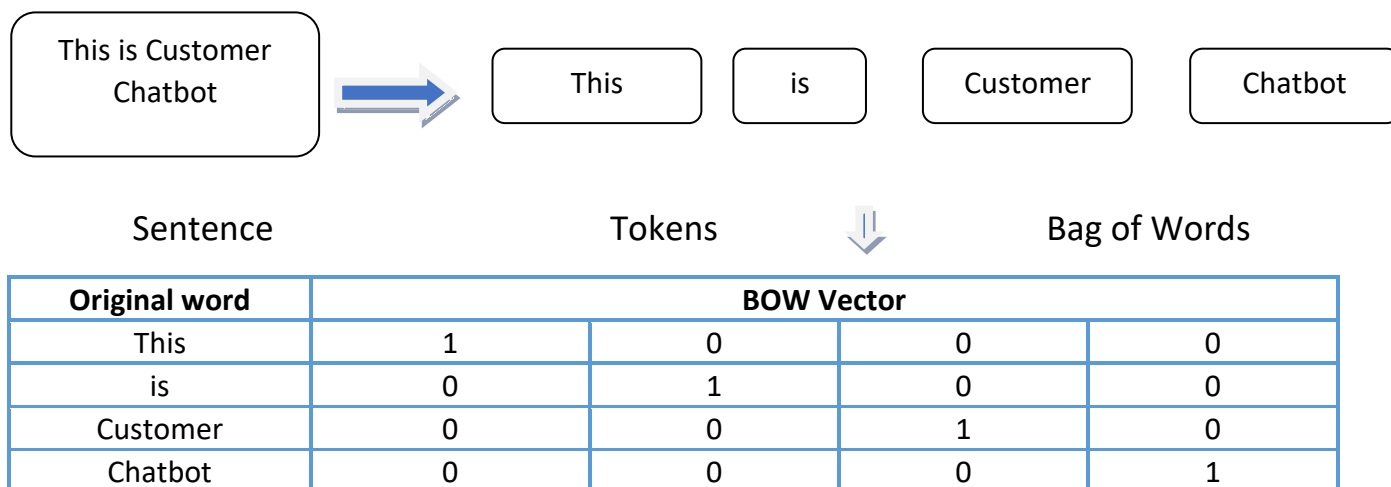 This is Customer
Chatbot
This is Customer Chatbot
Sentence Tokens Bag of Words
Original word BOW Vector
This 1 0 0 0
is 0 1 0 0
Customer 0 0 1 0
Chatbot 0 0 0 1